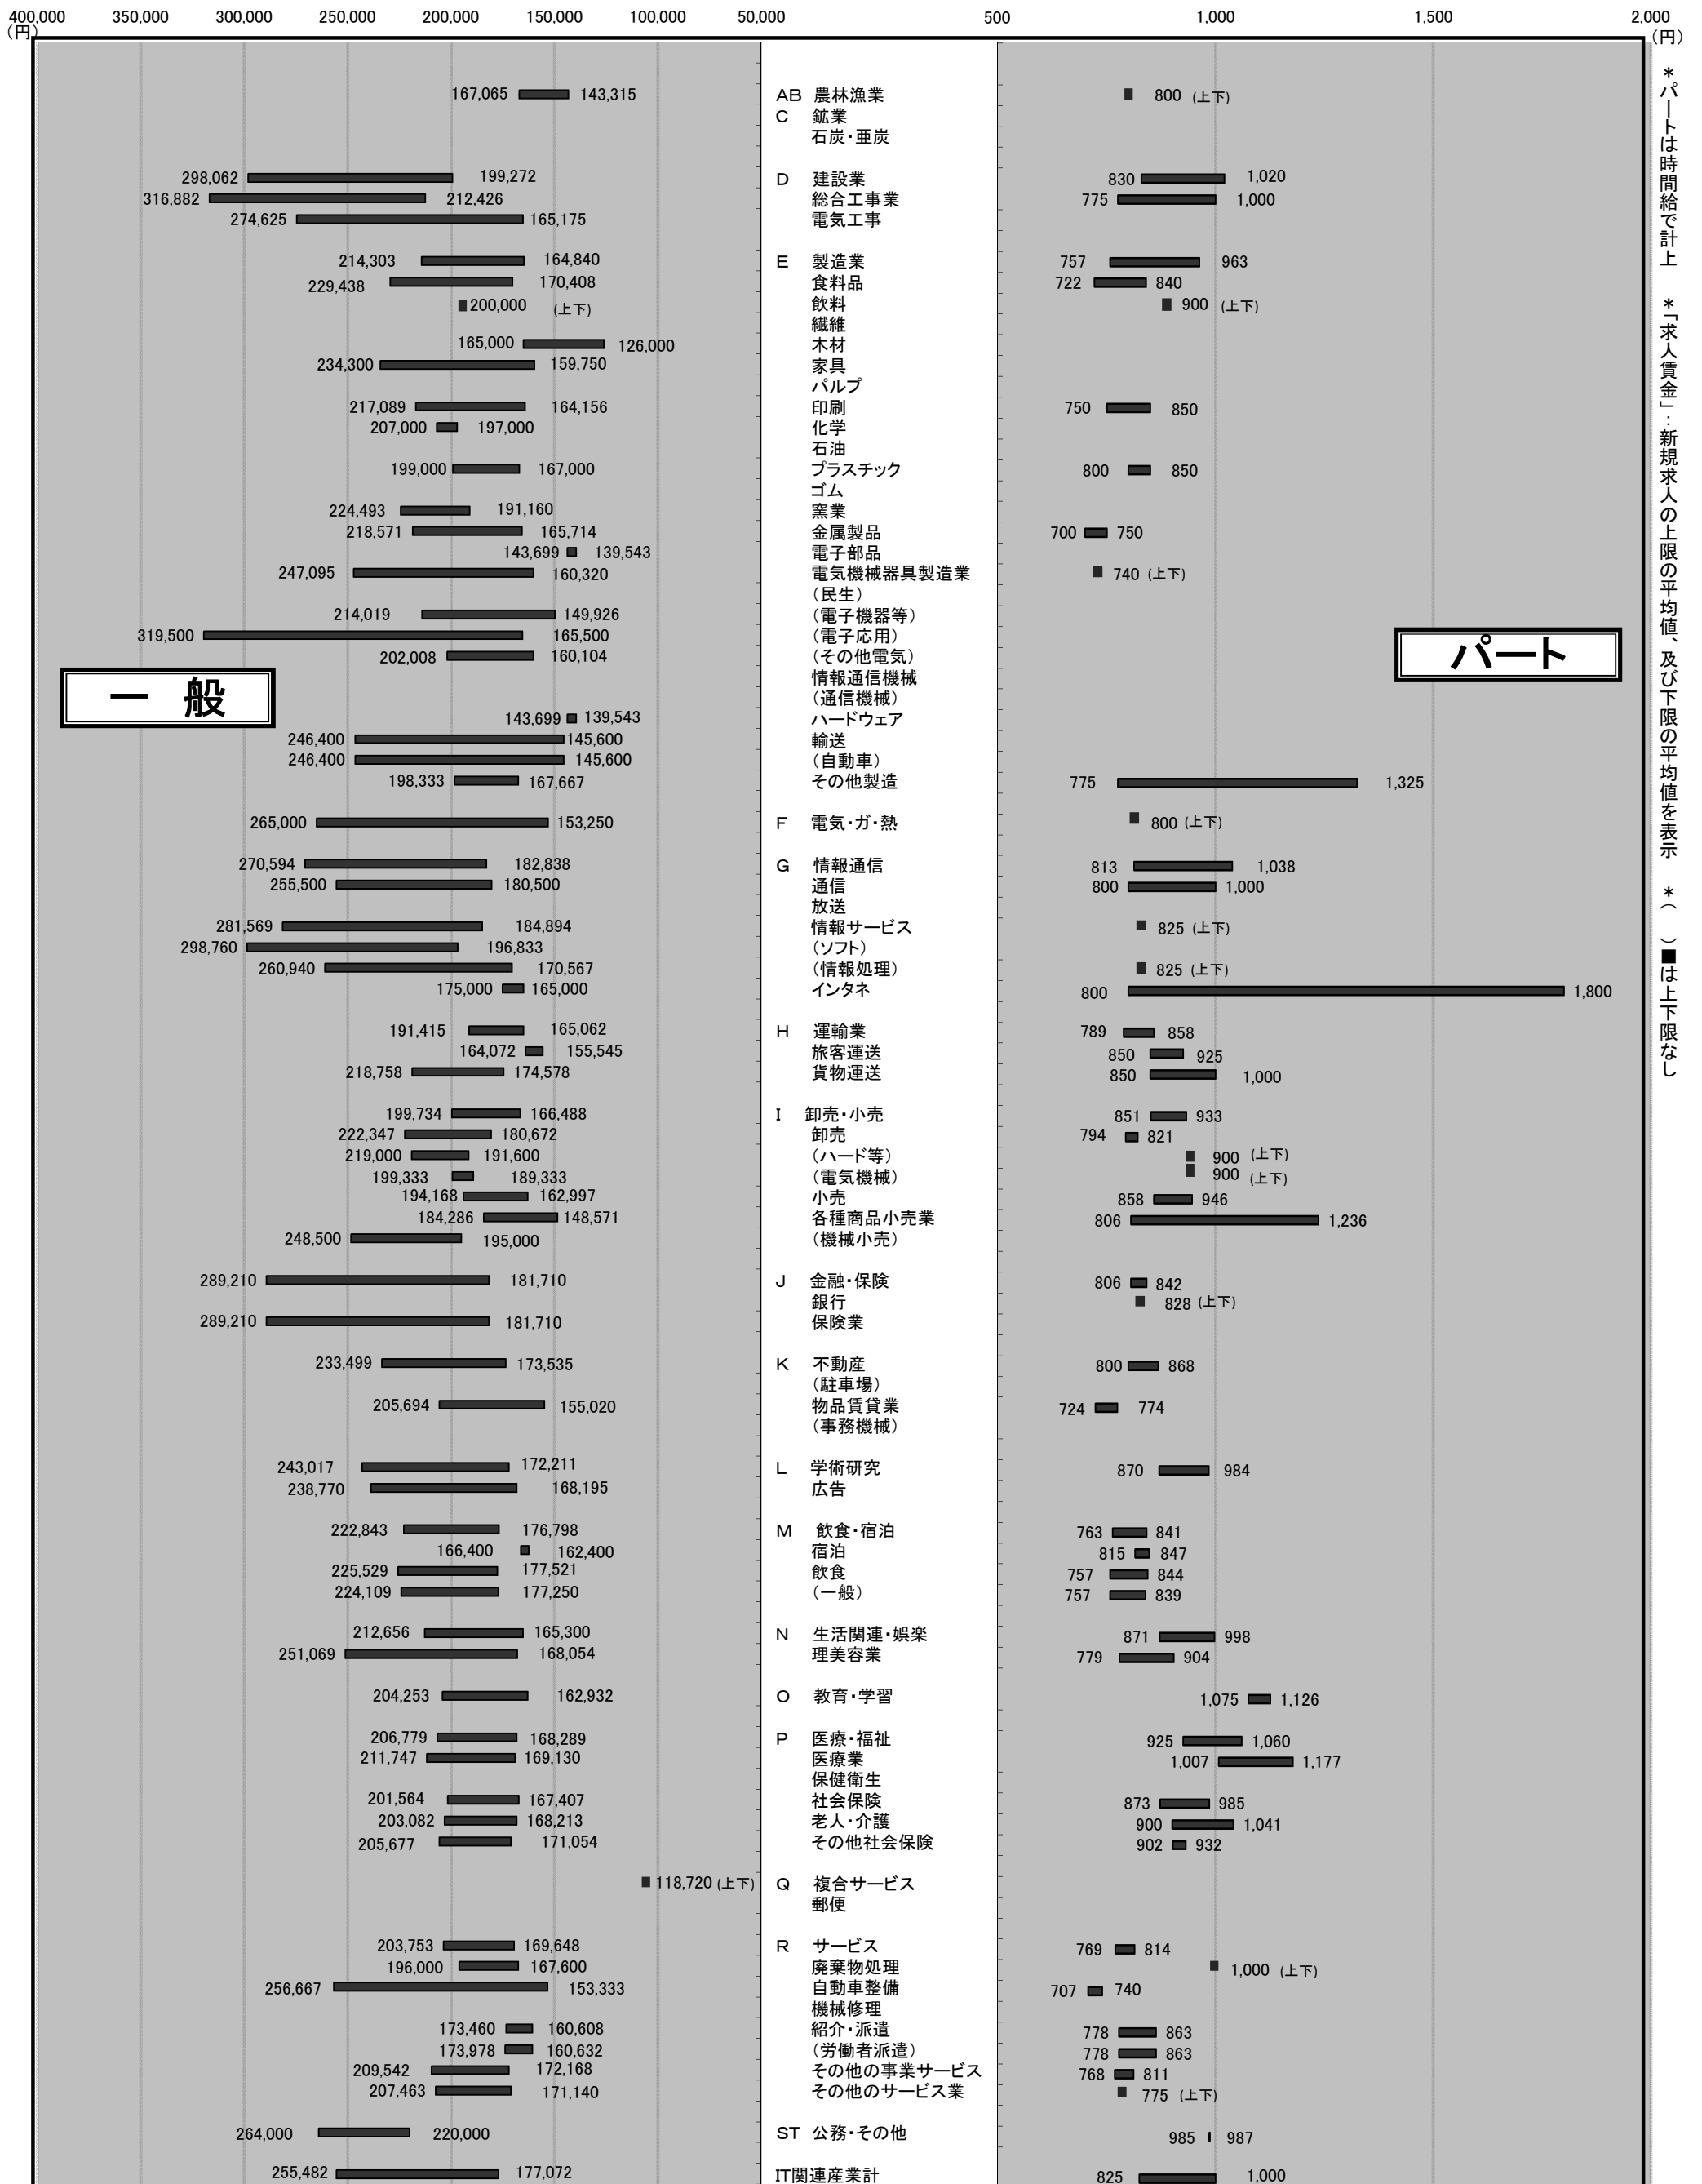 400,000 350,000 300,000 250,000 200,000 150,000 100,000 50,000 500 1,000 1,500 2,000
(円) (円)
167,065 143,315 AB 農林漁業 800 (上下)
C 鉱業
石炭・亜炭
298,062 199,272 D 建設業 830 1,020
316,882 212,426 総合工事業 775 1,000
274,625 165,175 電気工事
214,303 164,840 E 製造業 757 963
229,438 170,408 食料品 722 840
200,000 (上下) 飲料 900 (上下)
繊維
165,000 126,000 木材
234,300 159,750 家具
パルプ
217,089 164,156 印刷 750 850
207,000 197,000 化学
石油
199,000 167,000 プラスチック 800 850
ゴム
224,493 191,160 窯業
218,571 165,714 金属製品 700 750
143,699 139,543 電子部品
247,095 160,320 電気機械器具製造業 740 (上下)
(民生)
214,019 149,926 (電子機器等)
319,500 165,500 (電子応用)
202,008 160,104 (その他電気)
パート
情報通信機械
一 般
(通信機械)
143,699 139,543 ハードウェア
246,400 145,600 輸送
246,400 145,600 (自動車)
198,333 167,667 その他製造 775 1,325
265,000 153,250 F 電気・ガ・熱 800 (上下)
270,594 182,838 G 情報通信 813 1,038
255,500 180,500 通信 800 1,000
放送
281,569 184,894 情報サービス 825 (上下)
298,760 196,833 (ソフト)
260,940 170,567 (情報処理) 825 (上下)
175,000 165,000 インタネ 800 1,800
191,415 165,062 H 運輸業 789 858
164,072 155,545 旅客運送 850 925
218,758 174,578 貨物運送 850 1,000
199,734 166,488 I 卸売・小売 851 933
222,347 180,672 卸売 794 821
219,000 191,600 (ハード等) 900 (上下)
199,333 189,333 (電気機械) 900 (上下)
194,168 162,997 小売 858 946
184,286 148,571 各種商品小売業 806 1,236
248,500 195,000 (機械小売)
289,210 181,710 J 金融・保険 806 842
銀行 828 (上下)
289,210 181,710 保険業
233,499 173,535 K 不動産 800 868
(駐車場)
205,694 155,020 物品賃貸業 724 774
(事務機械)
243,017 172,211 L 学術研究 870 984
238,770 168,195 広告
222,843 176,798 M 飲食・宿泊 763 841
166,400 162,400 宿泊 815 847
225,529 177,521 飲食 757 844
224,109 177,250 (一般) 757 839
212,656 165,300 N 生活関連・娯楽 871 998
251,069 168,054 理美容業 779 904
204,253 162,932 O 教育・学習 1,075 1,126
206,779 168,289 P 医療・福祉 925 1,060
211,747 169,130 医療業 1,007 1,177
保健衛生
201,564 167,407 社会保険 873 985
203,082 168,213 老人・介護 900 1,041
205,677 171,054 その他社会保険 902 932
118,720 (上下) Q 複合サービス
郵便
203,753 169,648 R サービス 769 814
196,000 167,600 廃棄物処理 1,000 (上下)
256,667 153,333 自動車整備 707 740
機械修理
173,460 160,608 紹介・派遣 778 863
173,978 160,632 (労働者派遣) 778 863
209,542 172,168 その他の事業サービス 768 811
207,463 171,140 その他のサービス業 775 (上下)
264,000 220,000 ST 公務・その他 985 987
255,482 177,072 IT関連産業計 825 1,000
*パートは時間給で計上 *「求人賃金」:新規求人の上限の平均値、及び下限の平均値を表示 *( )■は上下限なし